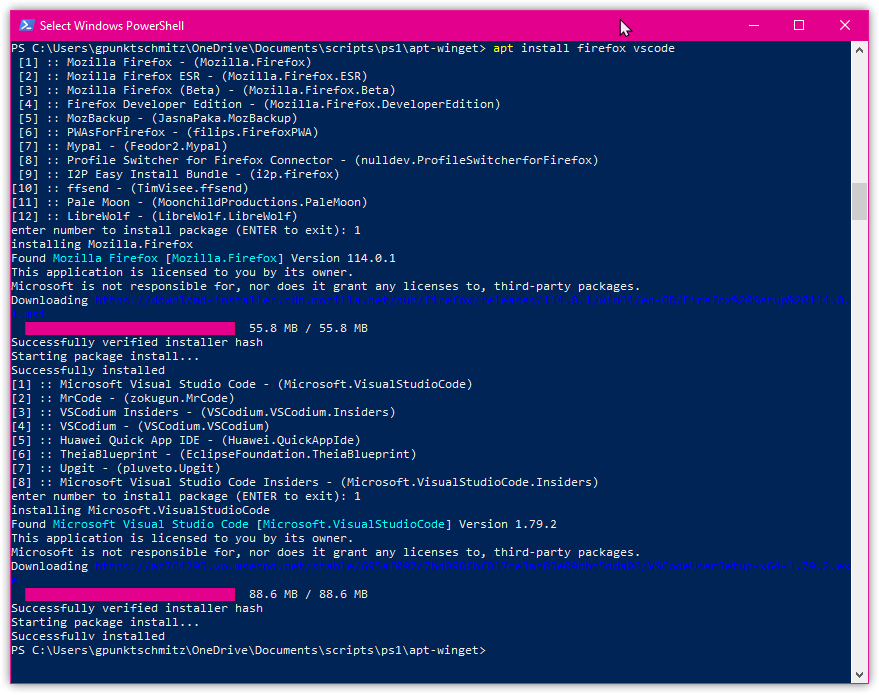 Select Windows PowerShell
PS C:\Users\gpunktschmitz\OneDrive\Documents\scripts\ps1\apt-winget> apt install firefox vscode
[1] :: Mozilla Firefox - (Mozilla.Firefox)
[2] :: Mozilla Firefox ESR - (Mozilla.Firefox.ESR)
[3] :: Mozilla Firefox (Beta) - (Mozilla.Firefox.Beta)
[4] :: Firefox Developer Edition - (Mozilla.Firefox.DeveloperEdition)
[5] :: MozBackup - (JasnaPaka.MozBackup)
[6] :: PWAsForFirefox - (filips.FirefoxPWA)
[7] :: Mypal - (Feodor2.Mypal)
[8] :: Profile Switcher for Firefox Connector - (nulldev.ProfileSwitcherforFirefox)
[9] :: I2P Easy Install Bundle - (i2p.firefox)
[10] :: ffsend - (TimVisee.ffsend)
[11] :: Pale Moon - (MoonchildProductions.PaleMoon)
[12] :: LibreWolf - (LibreWolf.LibreWolf)
enter number to install package (ENTER to exit): 1
installing Mozilla.Firefox
Found Mozilla Firefox [Mozilla.Firefox] Version 114.0.1
This application is licensed to you by its owner.
Microsoft is not responsible for, nor does it grant any licenses to, third-party packages.
Downloading
55.8 MB / 55.8 MB
Successfully verified installer hash
Starting package install...
Successfully installed
[1] :: Microsoft Visual Studio Code - (Microsoft.VisualStudioCode)
[2] :: MrCode - (zokugun.MrCode)
[3] :: VSCodium Insiders - (VSCodium.VSCodium.Insiders)
[4] :: VSCodium - (VSCodium.VSCodium)
[5] :: Huawei Quick App IDE - (Huawei.QuickAppIde)
[6] :: TheiaBlueprint - (EclipseFoundation.TheiaBlueprint)
[7] :: Upgit - (pluveto.Upgit)
[8] :: Microsoft Visual Studio Code Insiders - (Microsoft.VisualStudioCode.Insiders)
enter number to install package (ENTER to exit): 1
installing Microsoft.VisualStudioCode
Found Microsoft Visual Studio Code [Microsoft.VisualStudioCode] Version 1.79.2
This application is licensed to you by its owner.
Microsoft is not responsible for, nor does it grant any licenses to, third-party packages.
Downloading
88.6 MB / 88.6 MB
Successfully verified installer hash
Starting package install...
Successfully installed
PS C:\Users\gpunktschmitz\OneDrive\Documents\scripts\ps1\apt-winget>